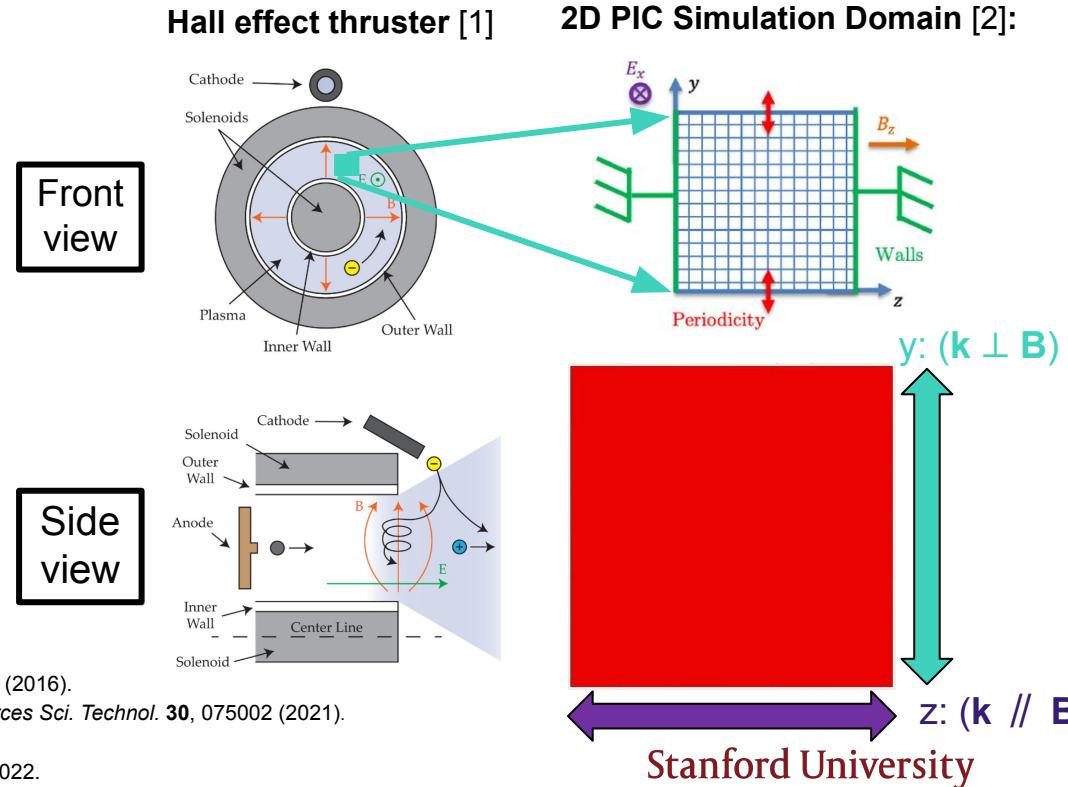 Hall effect thruster [1]
2D PIC Simulation Domain [2]:
Front
view
Cathode
Solenoids
E
B
−
Plasma
Inner Wall
Outer Wall
Eₓ
y
B_z
Walls
z
Periodicity
y: (k ⊥ B)
Side
view
Cathode
Solenoid
Outer
Wall
Anode
B
−
+
E
Inner
Wall
Center Line
Solenoid
z: (k // B
(2016).
rces Sci. Technol. 30, 075002 (2021).
022.
Stanford University